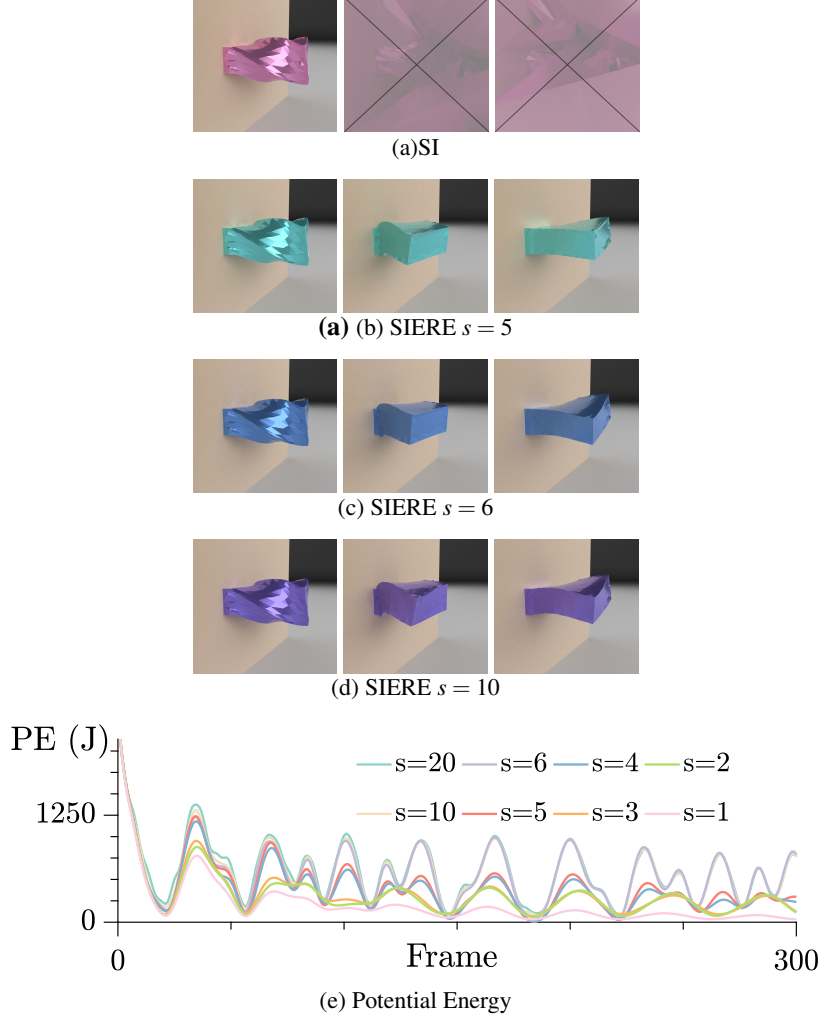 (a)SI
(a) (b) SIERE s = 5
(c) SIERE s = 6
(d) SIERE s = 10
PE (J)
s=20 s=6 s=4 s=2
1250 s=10 s=5 s=3 s=1
0
0 Frame 300
(e) Potential Energy